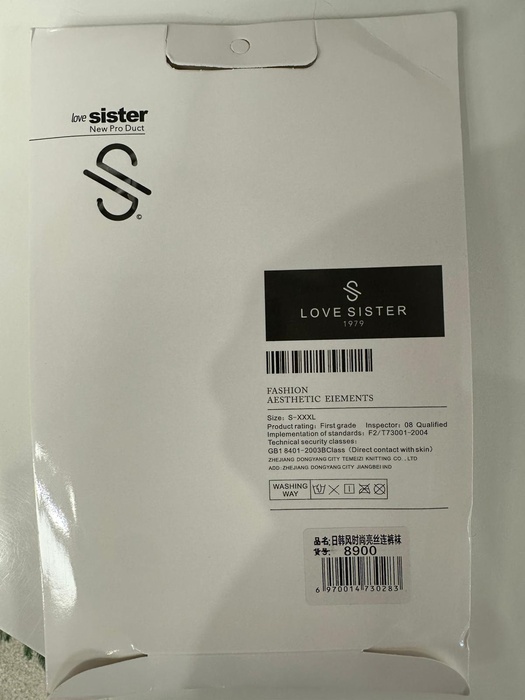 love sister
New Pro Duct
©
LOVE SISTER
1979
FASHION
AESTHETIC EIEMENTS
Size: S-XXXL
Product rating: First grade Inspector: 08 Qualified
Implementation of standards: F2/T73001-2004
Technical security classes:
GB1 8401-2003BClass (Direct contact with skin)
ZHEJIANG DONGYANG CITY TEMEIZI KNITTING CO.,LTD.
ADD: ZHEJIANG DONGYANG CITY JIANGBEI IND
WASHING
WAY
品名:日韩风时尚亮丝连裤袜
货号: 8900
6 970014 730283